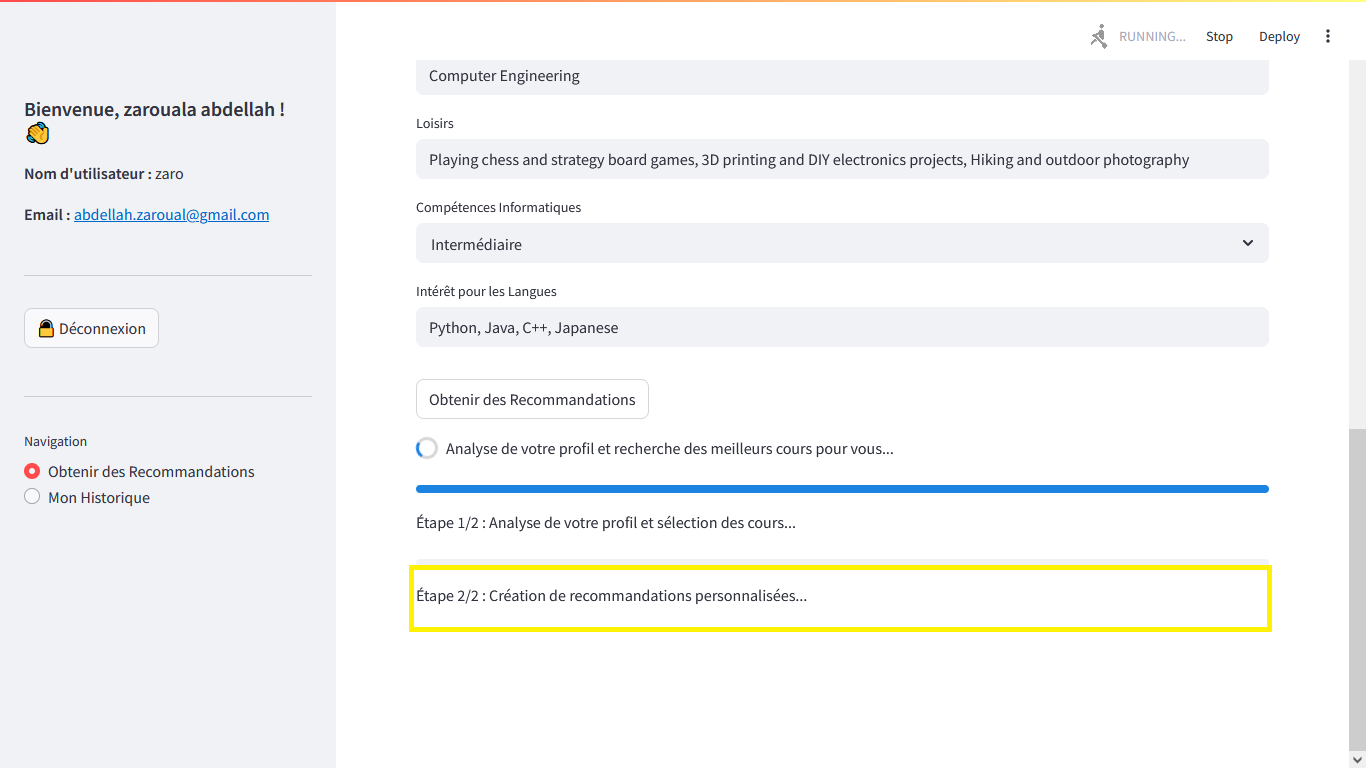 RUNNING...
Stop
Deploy
Bienvenue, zarouala abdellah !
Nom d'utilisateur : zaro
Email : abdellah.zaroual@gmail.com
Déconnexion
Navigation
Obtenir des Recommandations
Mon Historique
Computer Engineering
Loisirs
Playing chess and strategy board games, 3D printing and DIY electronics projects, Hiking and outdoor photography
Compétences Informatiques
Intermédiaire
Intérêt pour les Langues
Python, Java, C++, Japanese
Obtenir des Recommandations
Analyse de votre profil et recherche des meilleurs cours pour vous...
Étape 1/2 : Analyse de votre profil et sélection des cours...
Étape 2/2 : Création de recommandations personnalisées...